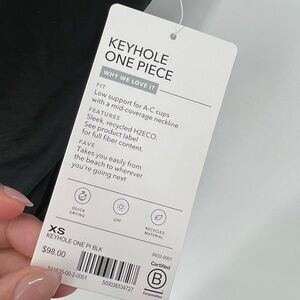 KEYHOLE
ONE PIECE
WHY WE LOVE IT
FIT
Low support for A-C cups
with a mid-coverage neckline
FEATURES
Sleek, recycled H2ECO.
See product label
for full fiber content.
FAVE
Takes you easily from
the beach to wherever
you're going next
QUICK
DRYING
UPF
RECYCLED
MATERIAL
XS
KEYHOLE ONE PI BLK
$98.00
500036534727
Certified
B
Corporation